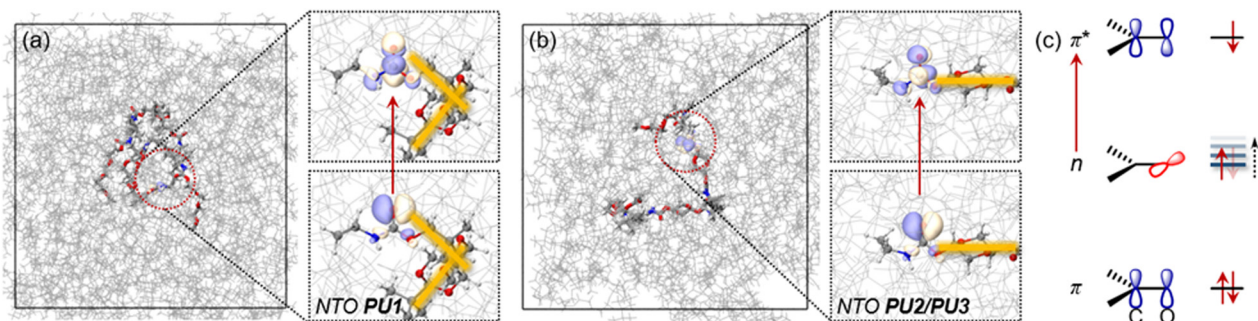 (a)
NTO PU1
(b)
NTO PU2/PU3
(c) π*
n
π